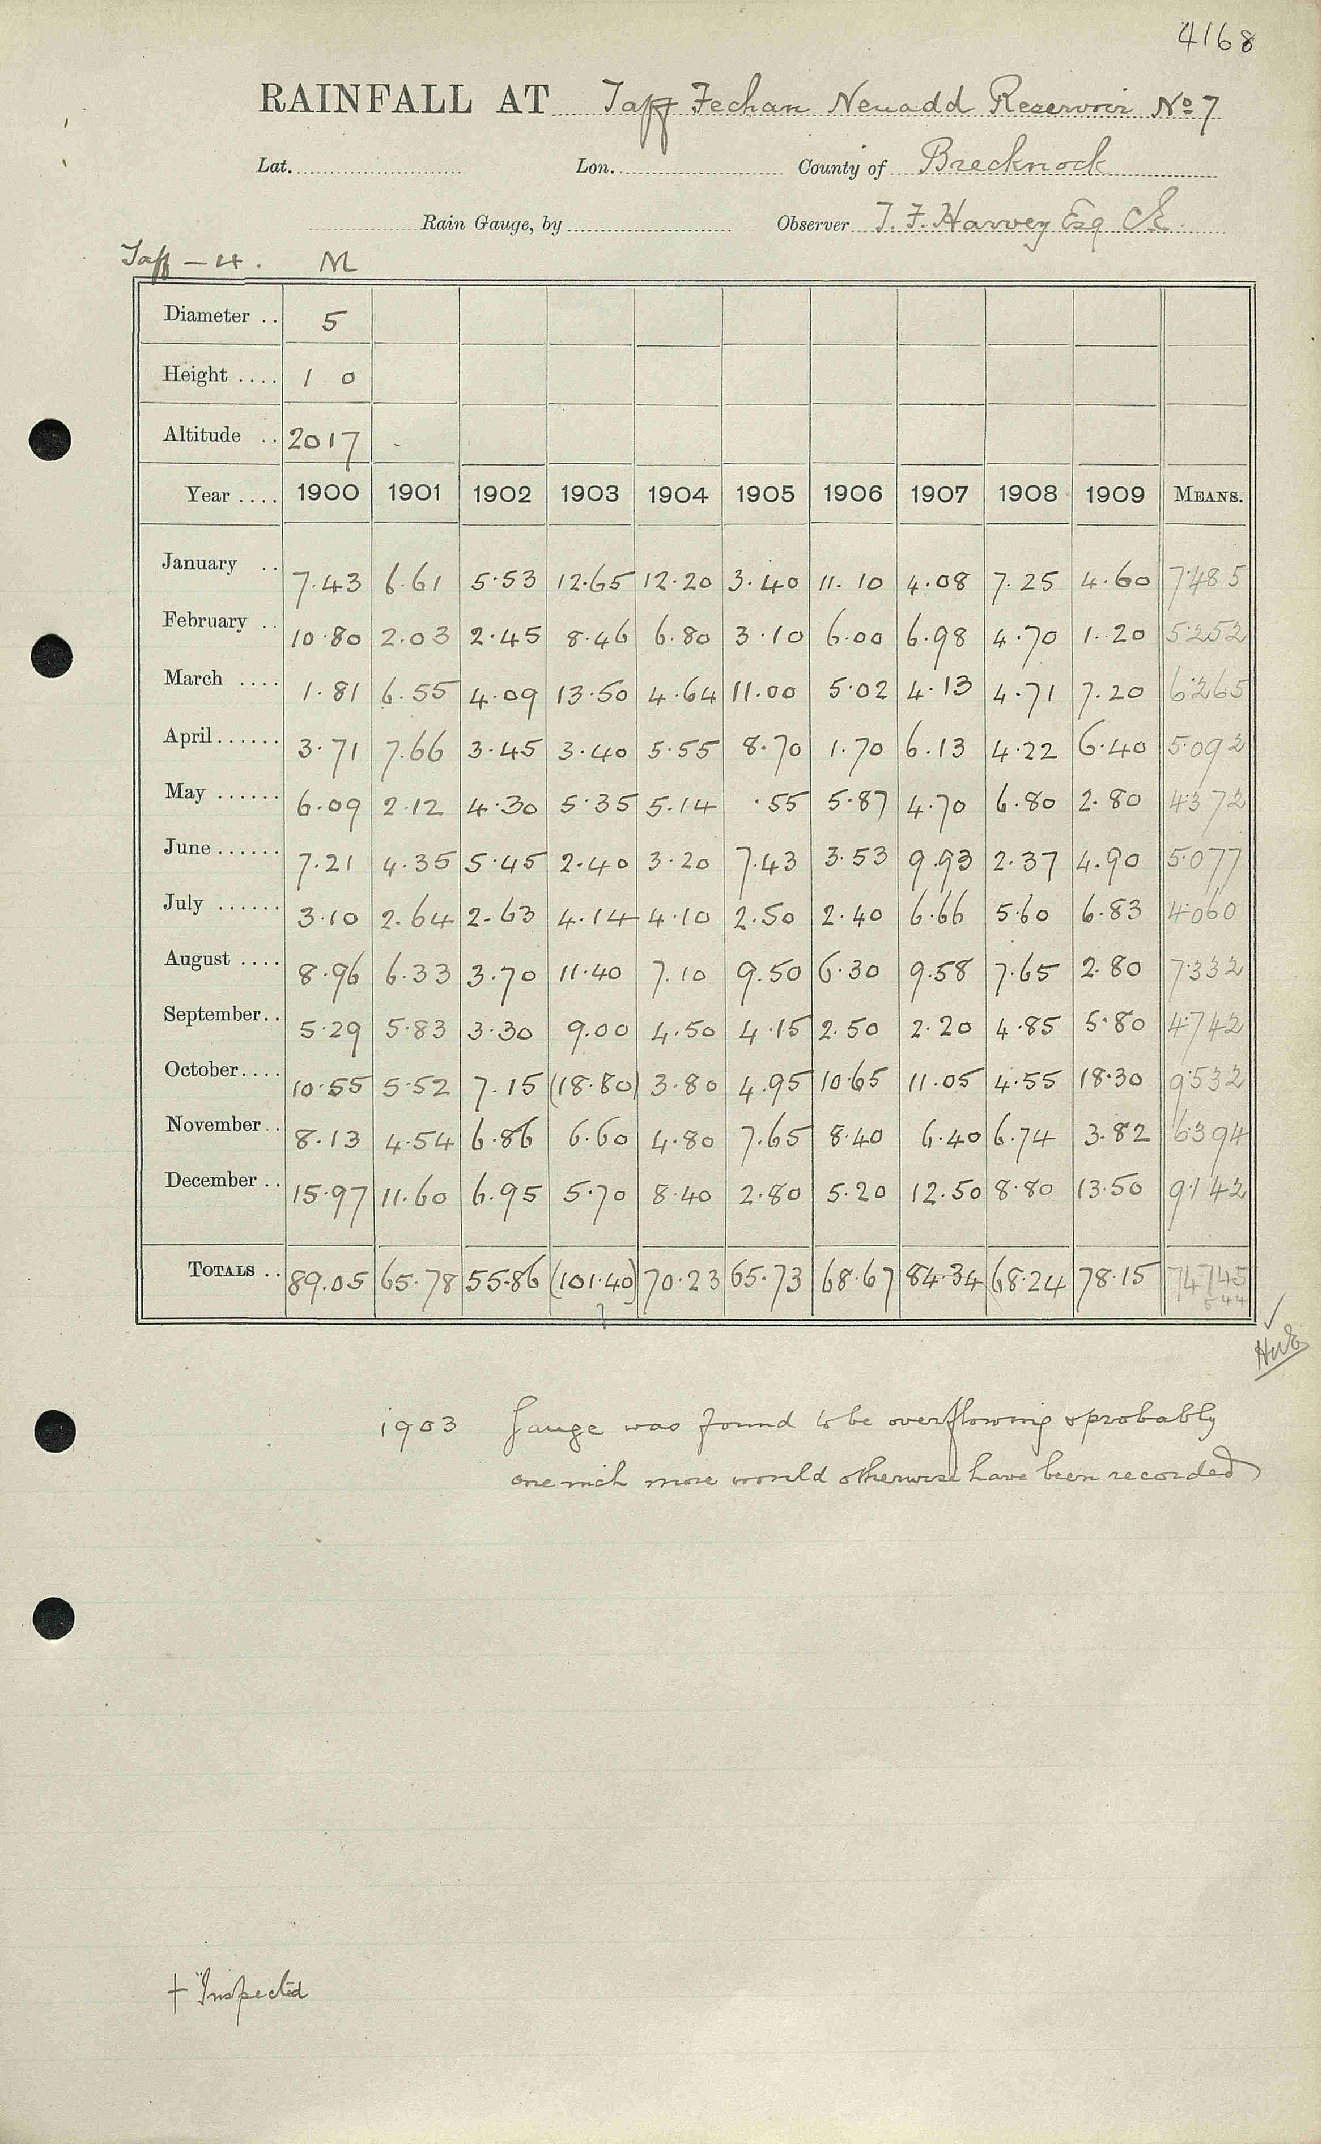 4168
RAINFALL AT Taff Fechan Neuadd Reservoir No 7
Lat. Lon. County of Brecknock
Rain Gauge, by Observer T. F. Harvey Esq CE
Taff - 4. M
Diameter .. 5
Height .... 1 0
Altitude .. 2017
Year .... 1900 1901 1902 1903 1904 1905 1906 1907 1908 1909 MEANS.
January .. 7.43 6.61 5.53 12.65 12.20 3.40 11.10 4.08 7.25 4.60 7.485
February .. 10.80 2.03 2.45 8.46 6.80 3.10 6.00 6.98 4.70 1.20 5.252
March .... 1.81 6.55 4.09 13.50 4.64 11.00 5.02 4.13 4.71 7.20 6.265
April...... 3.71 7.66 3.45 3.40 5.55 8.70 1.70 6.13 4.22 6.40 5.092
May ...... 6.09 2.12 4.30 5.35 5.14 .55 5.87 4.70 6.80 2.80 4.372
June ...... 7.21 4.35 5.45 2.40 3.20 7.43 3.53 9.93 2.37 4.90 5.077
July ...... 3.10 2.64 2.63 4.14 4.10 2.50 2.40 6.66 5.60 6.83 4.060
August .... 8.96 6.33 3.70 11.40 7.10 9.50 6.30 9.58 7.65 2.80 7.332
September.. 5.29 5.83 3.30 9.00 4.50 4.15 2.50 2.20 4.85 5.80 4.742
October.... 10.55 5.52 7.15 (18.80) 3.80 4.95 10.65 11.05 4.55 18.30 9.532
November.. 8.13 4.54 6.86 6.60 4.80 7.65 8.40 6.40 6.74 3.82 6.394
December .. 15.97 11.60 6.95 5.70 8.40 2.80 5.20 12.50 8.80 13.50 9.142
TOTALS .. 89.05 65.78 55.86 (101.40) 70.23 65.73 68.67 84.34 68.24 78.15 74.745
?
1903 Gauge was found to be overflowing & probably
one inch more would otherwise have been recorded
+ Inspected